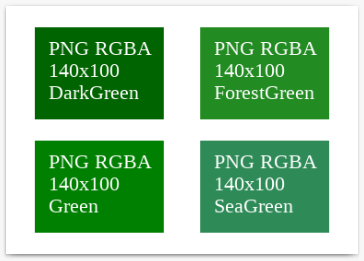 PNG RGBA
140x100
DarkGreen
PNG RGBA
140x100
ForestGreen
PNG RGBA
140x100
Green
PNG RGBA
140x100
SeaGreen